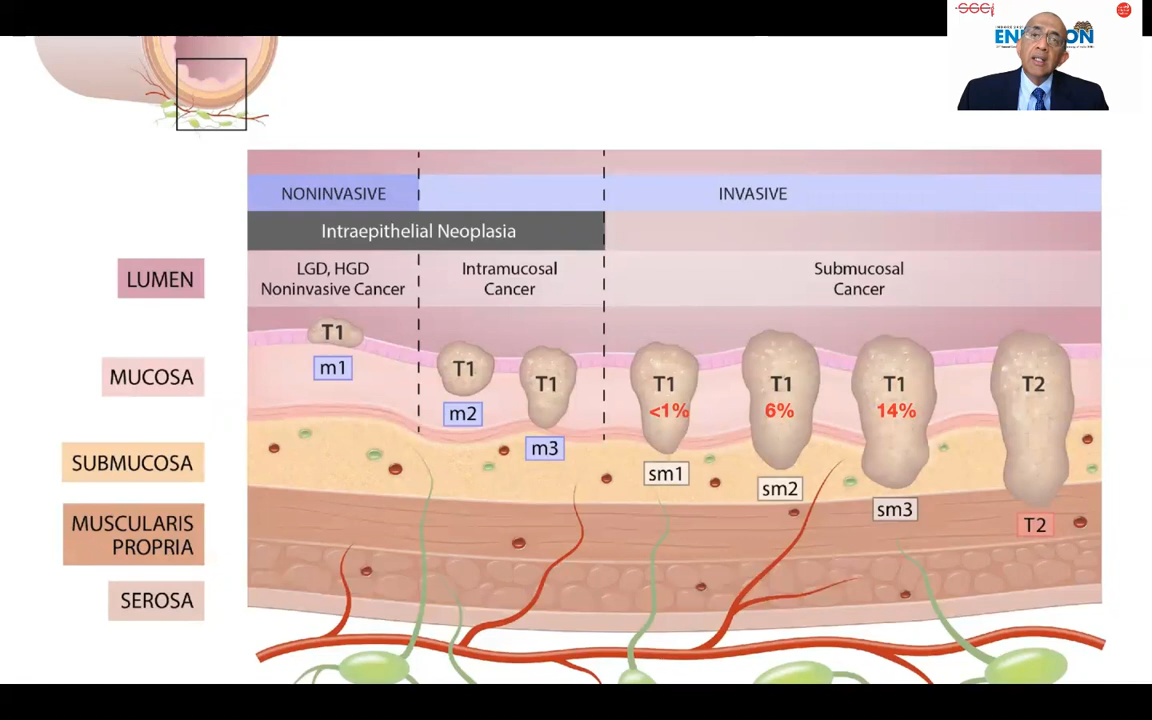 SGCI
NONINVASIVE
INVASIVE
Intraepithelial Neoplasia
LGD, HGD
Noninvasive Cancer
Intramucosal
Cancer
Submucosal
Cancer
LUMEN
MUCOSA
SUBMUCOSA
MUSCULARIS
PROPRIA
SEROSA
T1
m1
T1
m2
T1
m3
T1
<1%
sm1
T1
6%
sm2
T1
14%
sm3
T2
T2